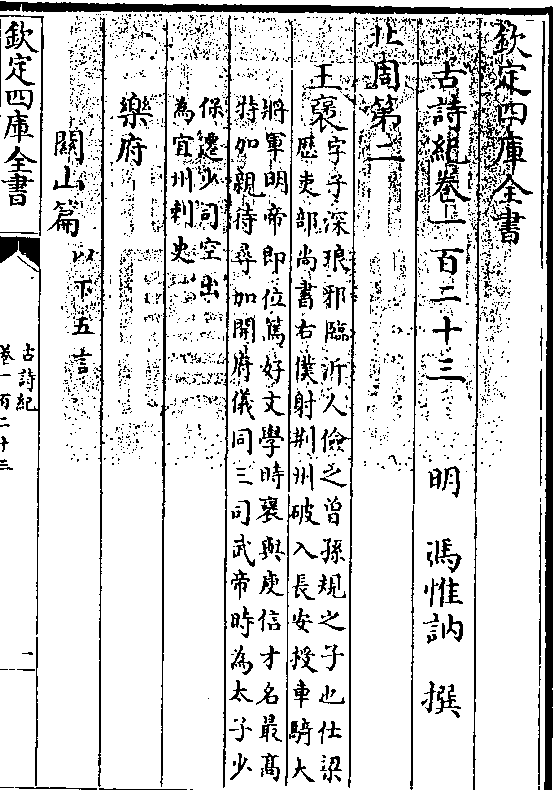 欽定四庫全書
古詩紀卷一百二十三　明　馮惟訥　撰
北周第二
王褒字子深琅邪臨沂人儉之曾孫規之子也仕梁
歴吏部尚書右僕射荆州破入長安授車騎大
將軍明帝即位篤好文學時襃與庾信才名最髙
特加親待尋加開府儀同三司武帝時為太子少
保遷少司空出
為宜州刺史
樂府
關山篇以下五言
欽定四庫全書
古詩紀
卷一百二十三
一